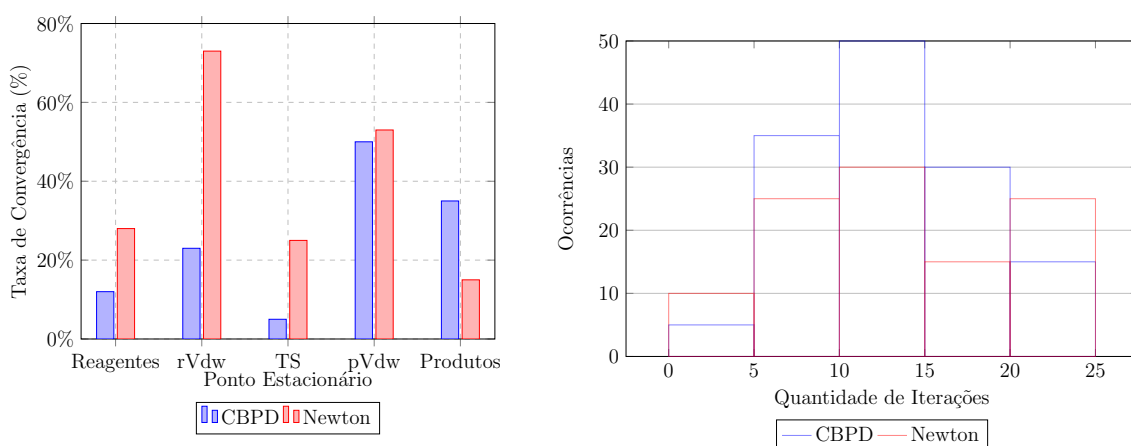 80%
60%
40%
20%
0%
Taxa de Convergência (%)
Reagentes rVdw TS pVdw Produtos
Ponto Estacionário
CBPD Newton
50
40
30
20
10
0
Ocorrências
0 5 10 15 20 25
Quantidade de Iterações
CBPD Newton